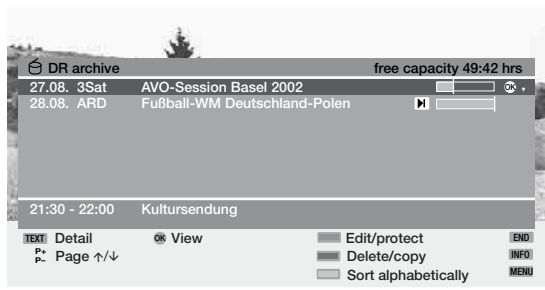 DR archive free capacity 49:42 hrs
27.08. 3Sat AVO-Session Basel 2002 OK
28.08. ARD Fußball-WM Deutschland-Polen
21:30 - 22:00 Kultursendung
TEXT Detail OK View Edit/protect END
P+ P- Page ↑/↓ Delete/copy INFO
Sort alphabetically MENU